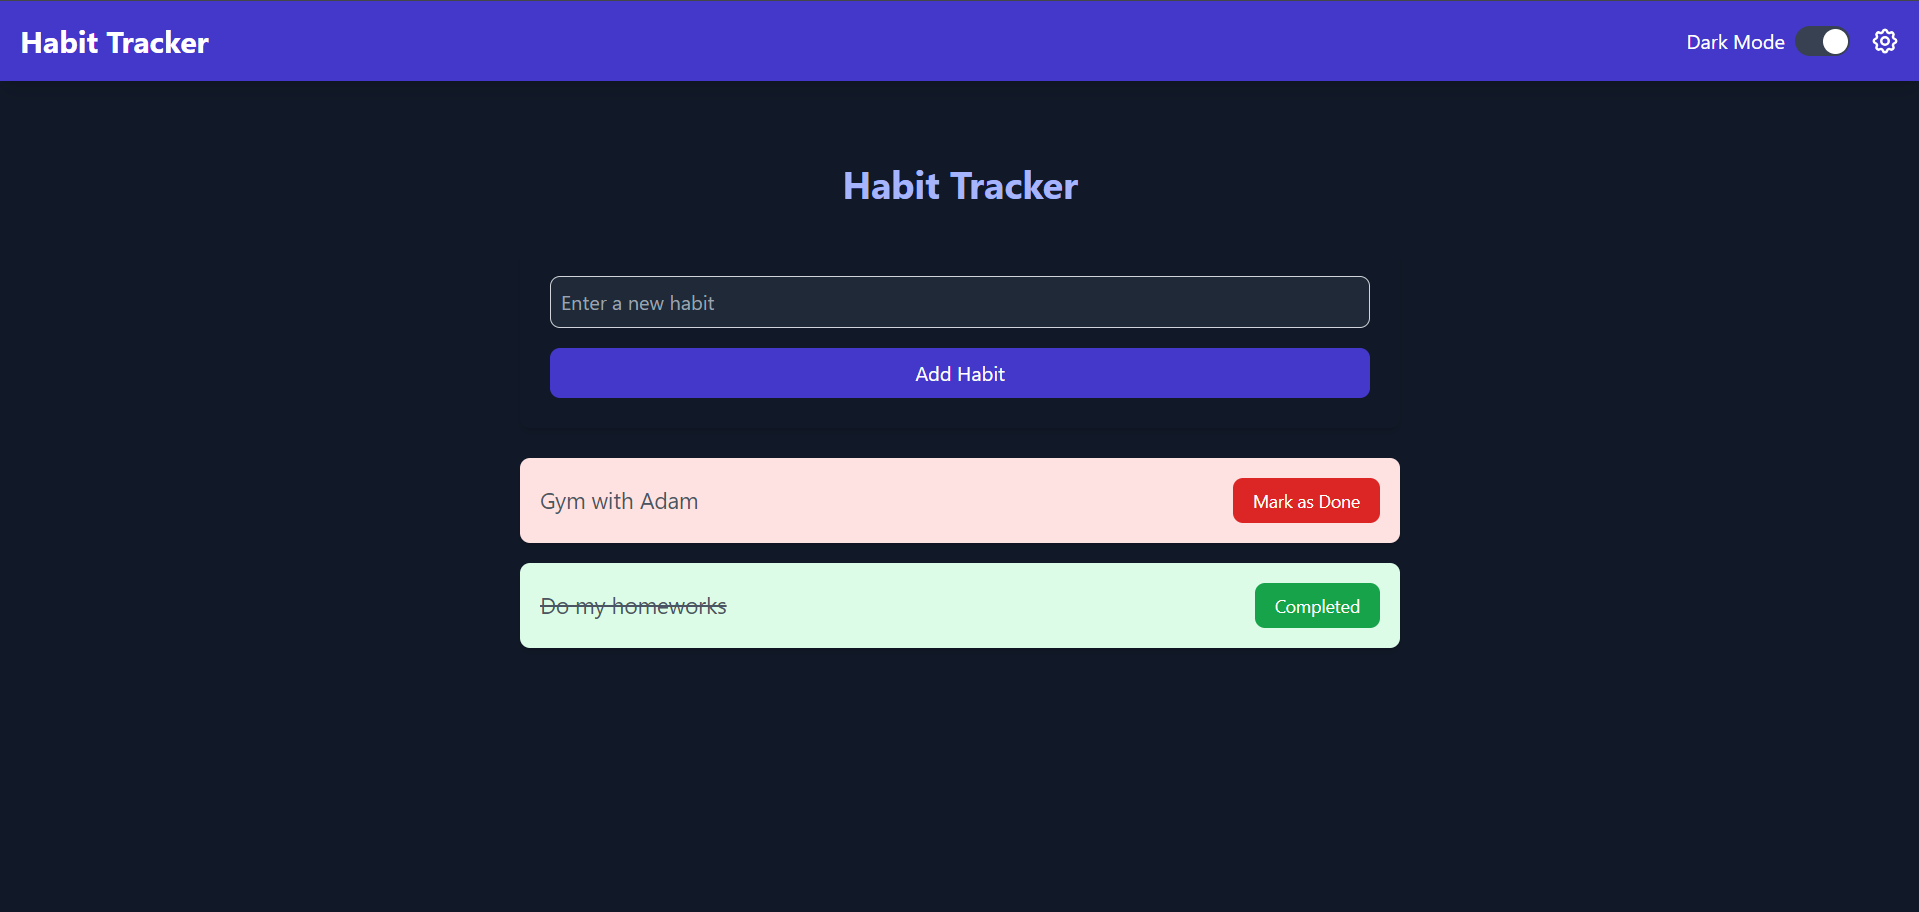 Habit Tracker
Dark Mode
Habit Tracker
Enter a new habit
Add Habit
Gym with Adam
Mark as Done
Do my homeworks
Completed